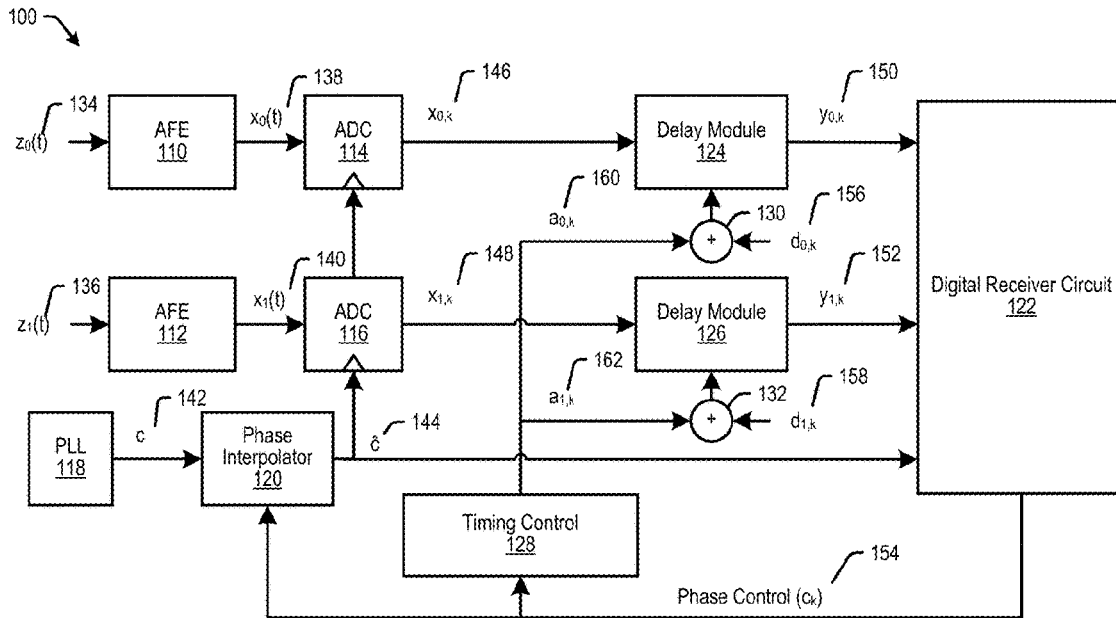 100
134
z0(t)
AFE
110
138
x0(t)
ADC
114
146
x0,k
Delay Module
124
150
y0,k
160
a0,k
130
+
156
d0,k
136
z1(t)
AFE
112
140
x1(t)
ADC
116
148
x1,k
Delay Module
126
152
y1,k
Digital Receiver Circuit
122
162
a1,k
132
+
158
d1,k
PLL
118
142
c
Phase
Interpolator
120
144
ĉ
Timing Control
128
154
Phase Control (ck)